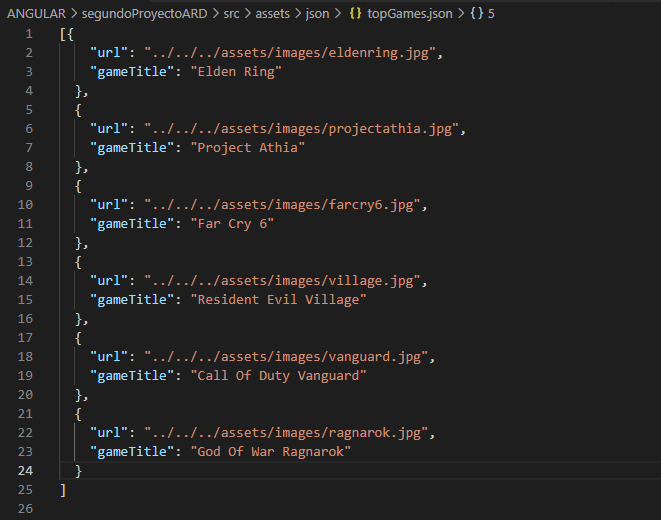 ANGULAR > segundoProyectoARD > src > assets > json > {} topGames.json > {} 5
1 [{
2 "url": "../../../assets/images/eldenring.jpg",
3 "gameTitle": "Elden Ring"
4 },
5 {
6 "url": "../../../assets/images/projectathia.jpg",
7 "gameTitle": "Project Athia"
8 },
9 {
10 "url": "../../../assets/images/farcry6.jpg",
11 "gameTitle": "Far Cry 6"
12 },
13 {
14 "url": "../../../assets/images/village.jpg",
15 "gameTitle": "Resident Evil Village"
16 },
17 {
18 "url": "../../../assets/images/vanguard.jpg",
19 "gameTitle": "Call Of Duty Vanguard"
20 },
21 {
22 "url": "../../../assets/images/ragnarok.jpg",
23 "gameTitle": "God Of War Ragnarok"
24 }
25 ]
26